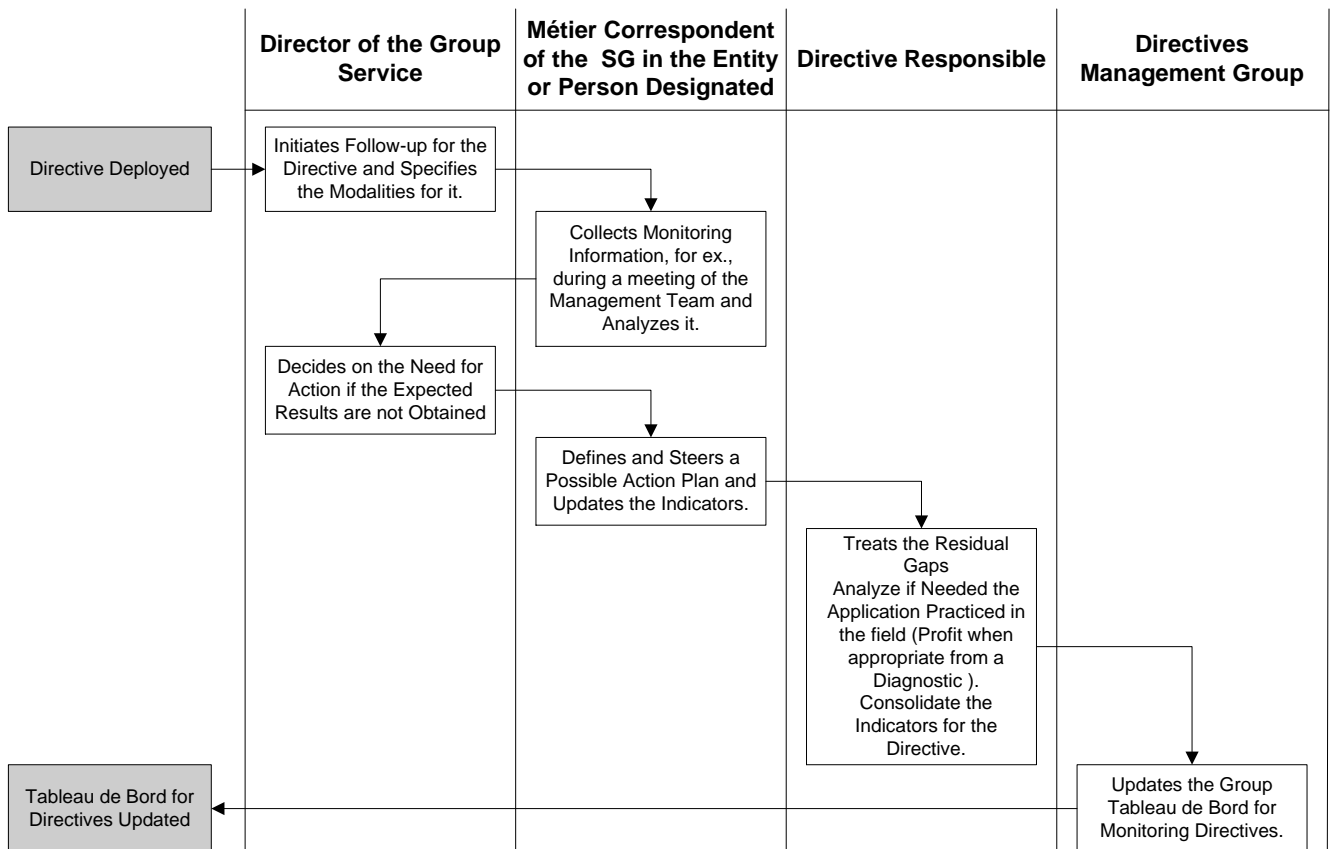 Director of the Group
Service
Métier Correspondent
of the SG in the Entity
or Person Designated
Directive Responsible
Directives
Management Group
Directive Deployed
Initiates Follow-up for the
Directive and Specifies
the Modalities for it.
Collects Monitoring
Information, for ex.,
during a meeting of the
Management Team and
Analyzes it.
Decides on the Need for
Action if the Expected
Results are not Obtained
Defines and Steers a
Possible Action Plan and
Updates the Indicators.
Treats the Residual
Gaps
Analyze if Needed the
Application Practiced in
the field (Profit when
appropriate from a
Diagnostic ).
Consolidate the
Indicators for the
Directive.
Updates the Group
Tableau de Bord for
Monitoring Directives.
Tableau de Bord for
Directives Updated